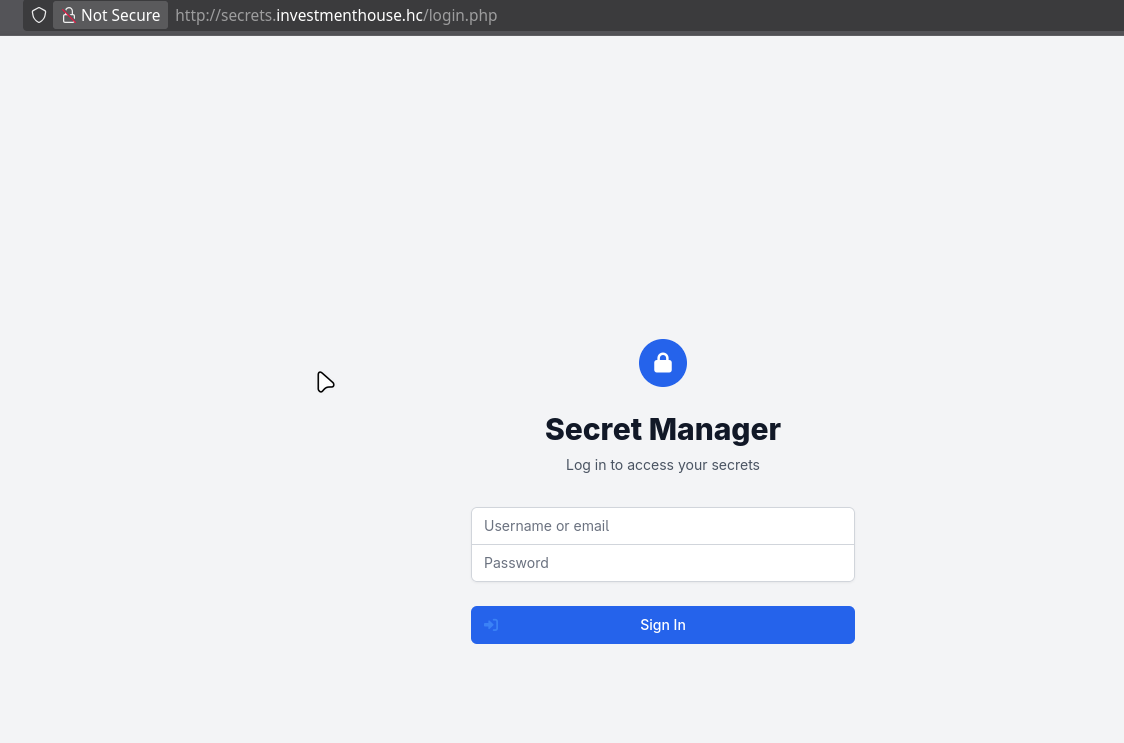 Not Secure http://secrets.investmenthouse.hc/login.php
Secret Manager
Log in to access your secrets
Username or email
Password
Sign In